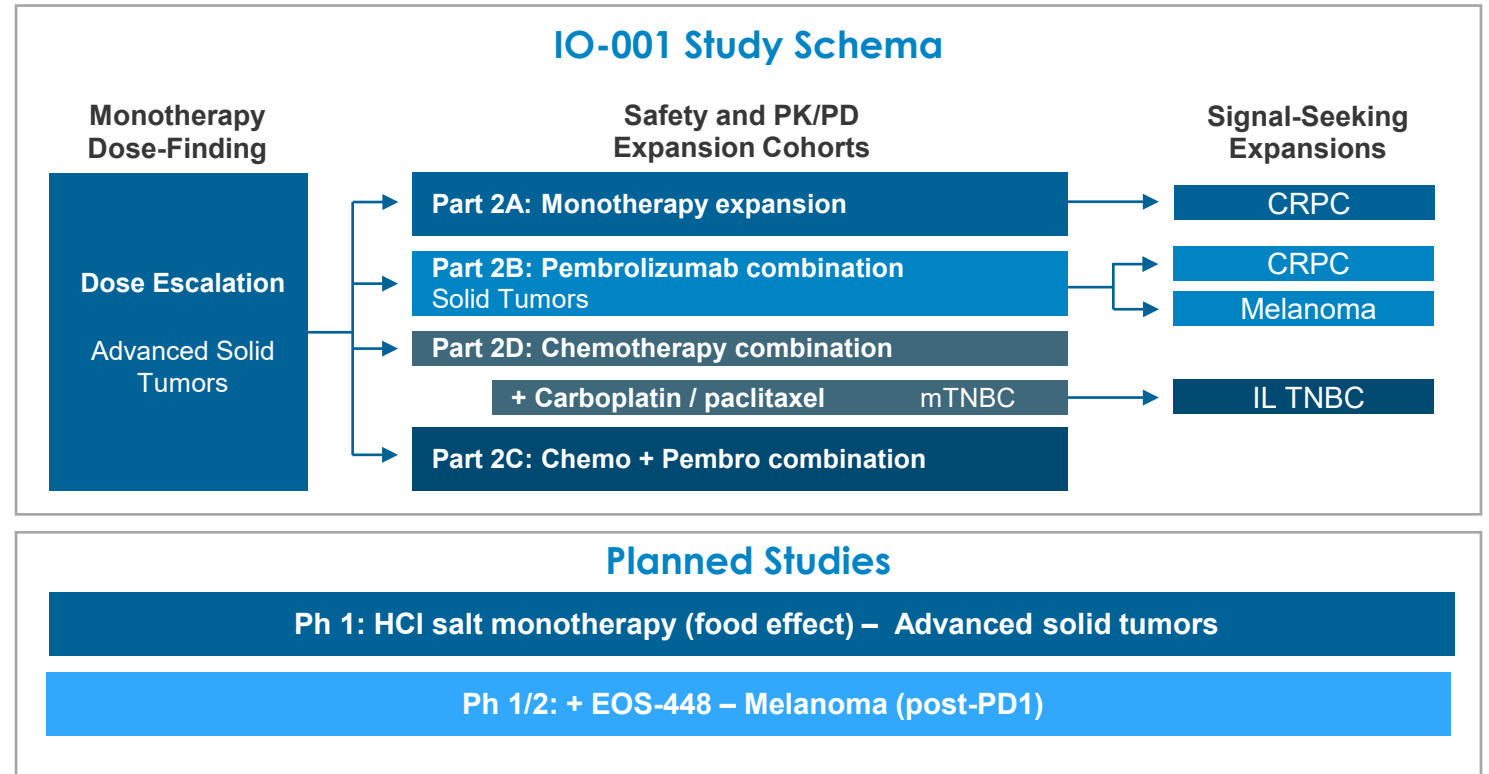 IO-001 Study Schema
Monotherapy
Dose-Finding
Safety and PK/PD
Expansion Cohorts
Signal-Seeking
Expansions
Dose Escalation
Advanced Solid
Tumors
Part 2A: Monotherapy expansion
CRPC
Part 2B: Pembrolizumab combination
Solid Tumors
CRPC
Melanoma
Part 2D: Chemotherapy combination
+ Carboplatin / paclitaxel mTNBC
IL TNBC
Part 2C: Chemo + Pembro combination
Planned Studies
Ph 1: HCl salt monotherapy (food effect) – Advanced solid tumors
Ph 1/2: + EOS-448 – Melanoma (post-PD1)